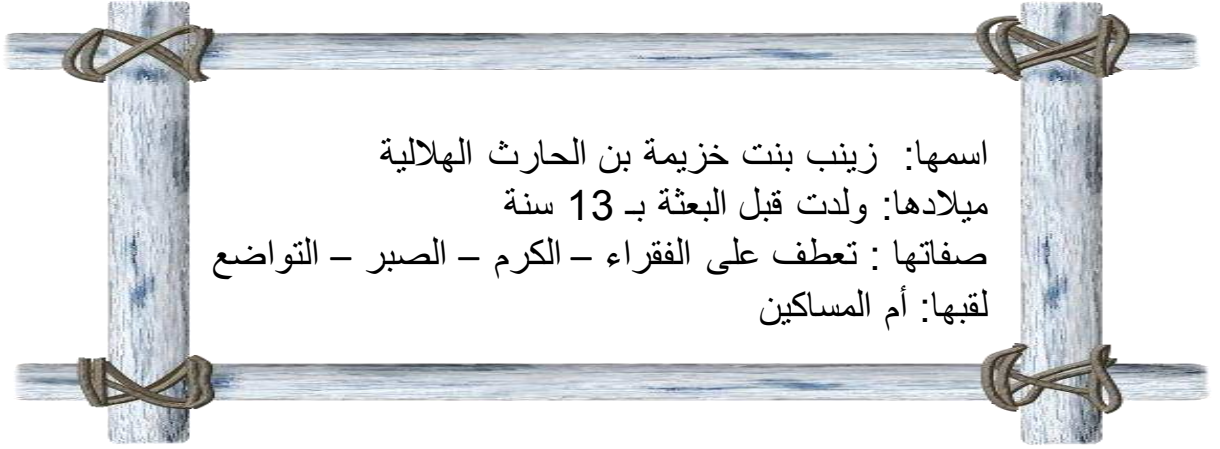 اسمها: زينب بنت خزيمة بن الحارث الهلالية
ميلادها: ولدت قبل البعثة بـ 13 سنة
صفاتها : تعطف على الفقراء – الكرم – الصبر – التواضع
لقبها: أم المساكين